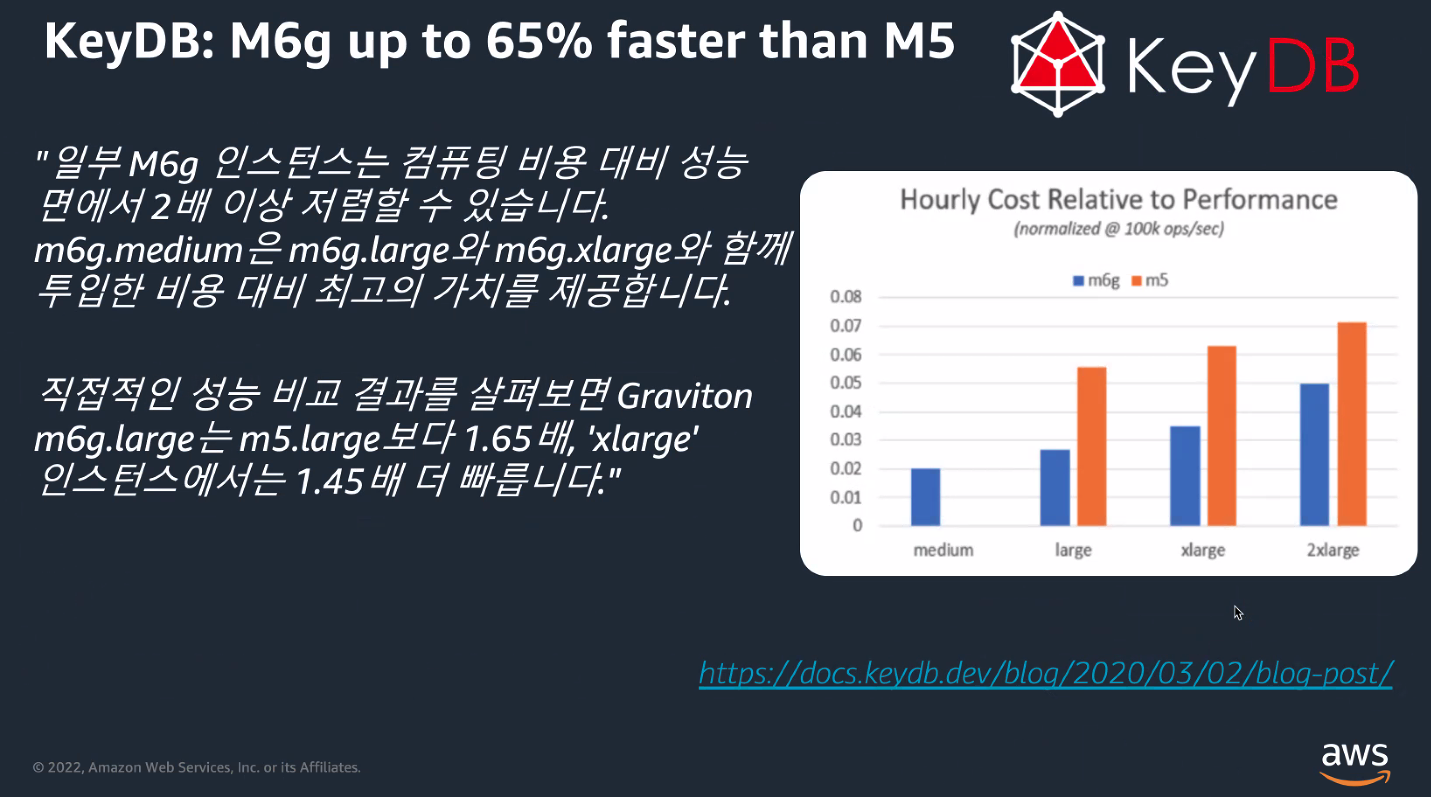 KeyDB: M6g up to 65% faster than M5
KeyDB
"일부 M6g 인스턴스는 컴퓨팅 비용 대비 성능
면에서 2배 이상 저렴할 수 있습니다.
m6g.medium은 m6g.large와 m6g.xlarge와 함께
투입한 비용 대비 최고의 가치를 제공합니다.
직접적인 성능 비교 결과를 살펴보면 Graviton
m6g.large는 m5.large보다 1.65배, 'xlarge'
인스턴스에서는 1.45배 더 빠릅니다."
Hourly Cost Relative to Performance
(normalized @ 100k ops/sec)
m6g m5
0.08
0.07
0.06
0.05
0.04
0.03
0.02
0.01
0
medium large xlarge 2xlarge
https://docs.keydb.dev/blog/2020/03/02/blog-post/
© 2022, Amazon Web Services, Inc. or its Affiliates.
aws